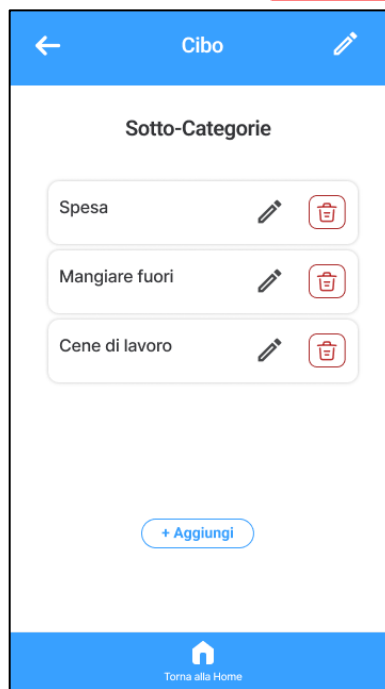 Cibo
Sotto-Categorie
Spesa
Mangiare fuori
Cene di lavoro
+ Aggiungi
Torna alla Home